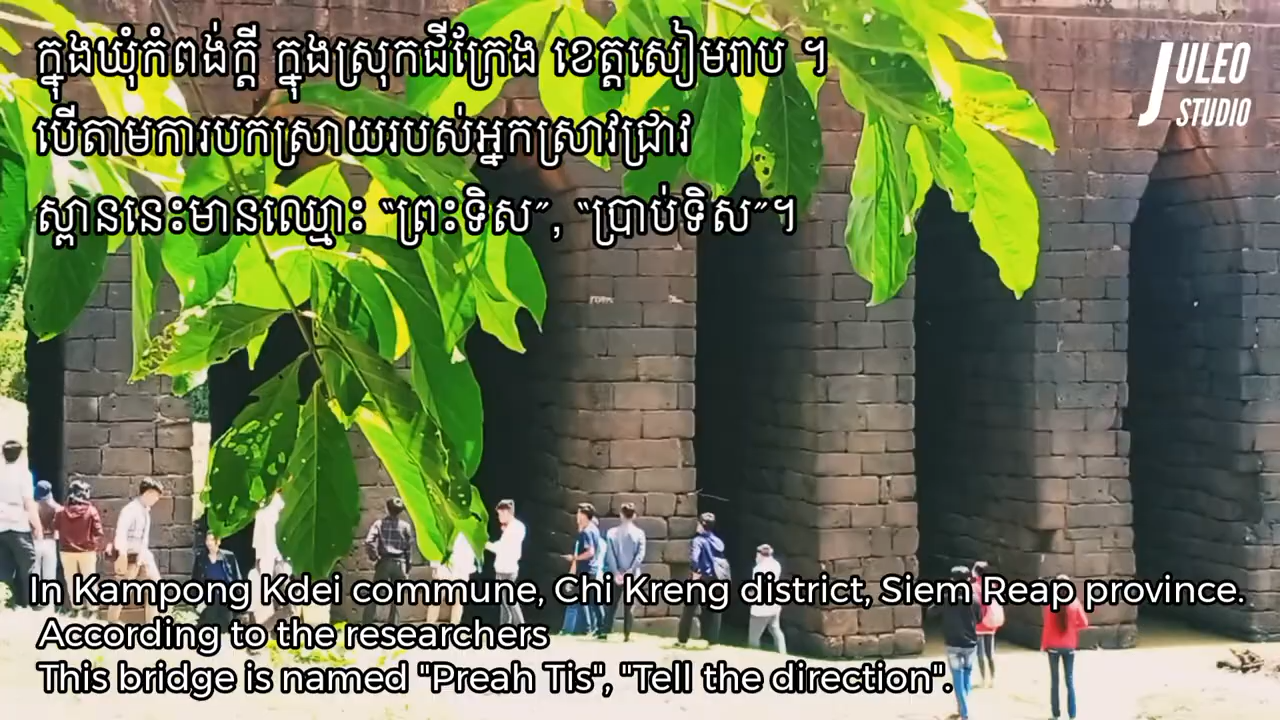 ក្នុងឃុំកំពង់ក្ដី ក្នុងស្រុកជីក្រែង ខេត្តសៀមរាប ។
បើតាមការបកស្រាយរបស់អ្នកស្រាវជ្រាវ
ស្ពាននេះមានឈ្មោះ “ព្រះទិស”, “ប្រាប់ទិស”។
JULEO
STUDIO
In Kampong Kdei commune, Chi Kreng district, Siem Reap province.
According to the researchers
This bridge is named "Preah Tis", "Tell the direction".